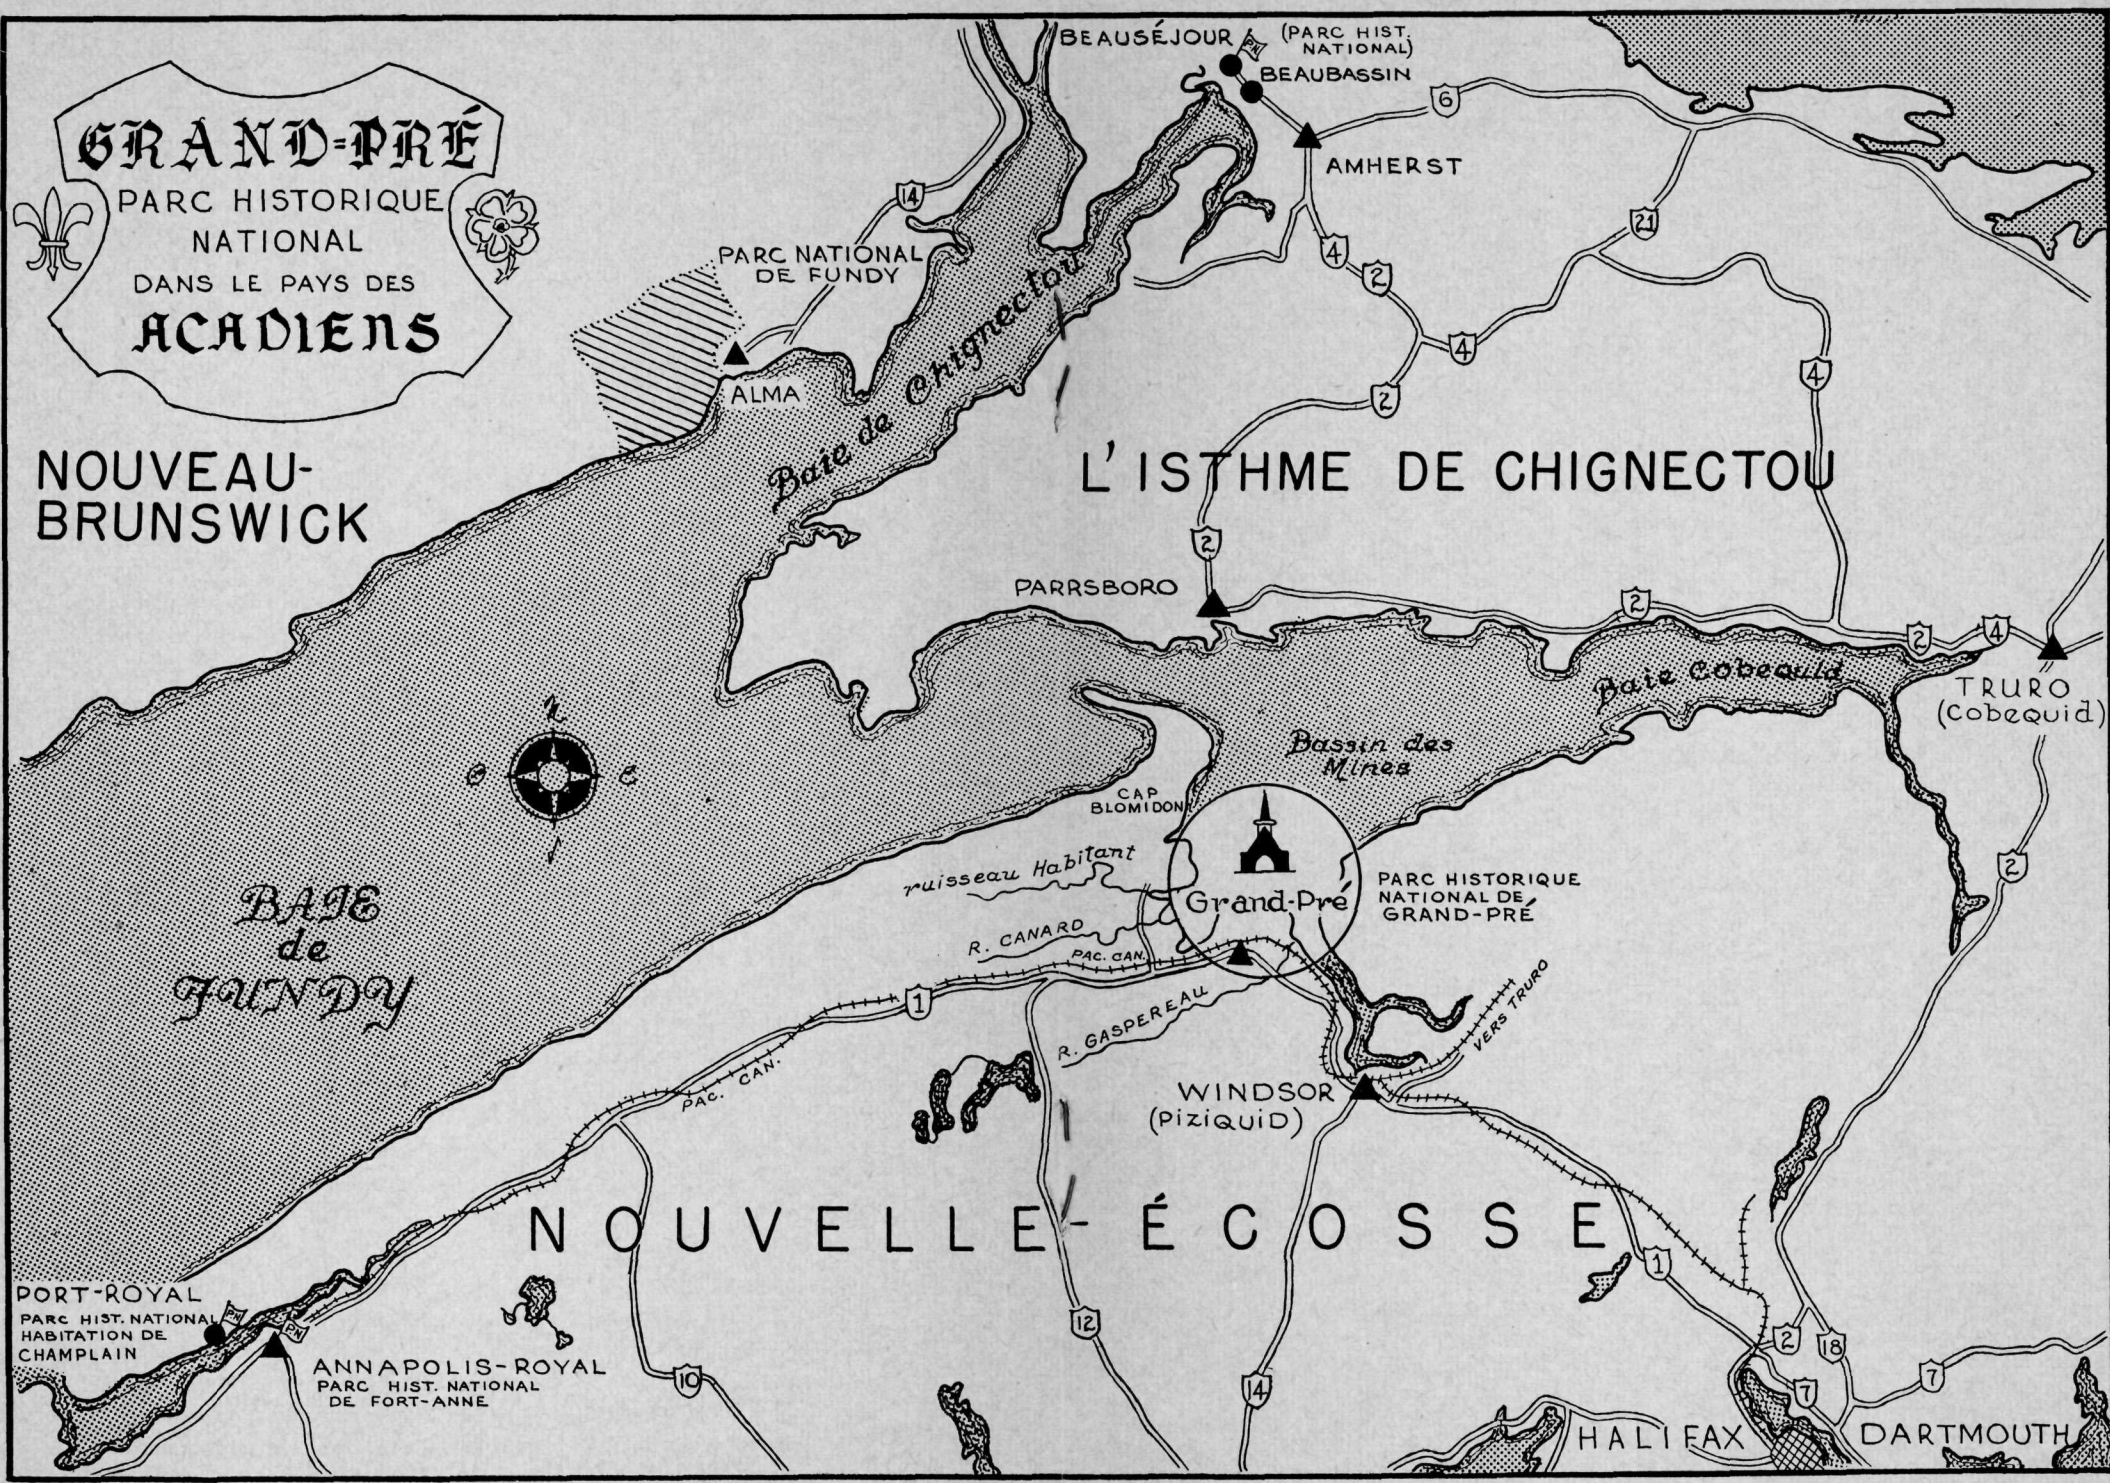 GRAND=PRÉ
PARC HISTORIQUE
NATIONAL
DANS LE PAYS DES
ACADIENS
BEAUSÉJOUR
PN
(PARC HIST.
NATIONAL)
BEAUBASSIN
6
AMHERST
14
21
4
2
PARC NATIONAL
DE FUNDY
4
4
2
ALMA
Baie de Chignectou
NOUVEAU-
BRUNSWICK
L'ISTHME DE CHIGNECTOU
2
PARRSBORO
2
2
4
Baie Cobequid
TRURO
(Cobequid)
N
O
E
Bassin des
Mines
CAP
BLOMIDON
2
ruisseau Habitant
Grand-Pré
PARC HISTORIQUE
NATIONAL DE
GRAND-PRÉ
BAIE
de
FUNDY
R. CANARD
PAC. CAN.
1
R. GASPEREAU
VERS TRURO
PAC. CAN.
WINDSOR
(PIZIQUID)
NOUVELLE-ÉCOSSE
1
PORT-ROYAL
PARC HIST. NATIONAL
HABITATION DE
CHAMPLAIN
PN
PN
12
2
18
ANNAPOLIS-ROYAL
PARC HIST. NATIONAL
DE FORT-ANNE
10
14
7
7
HALIFAX
DARTMOUTH